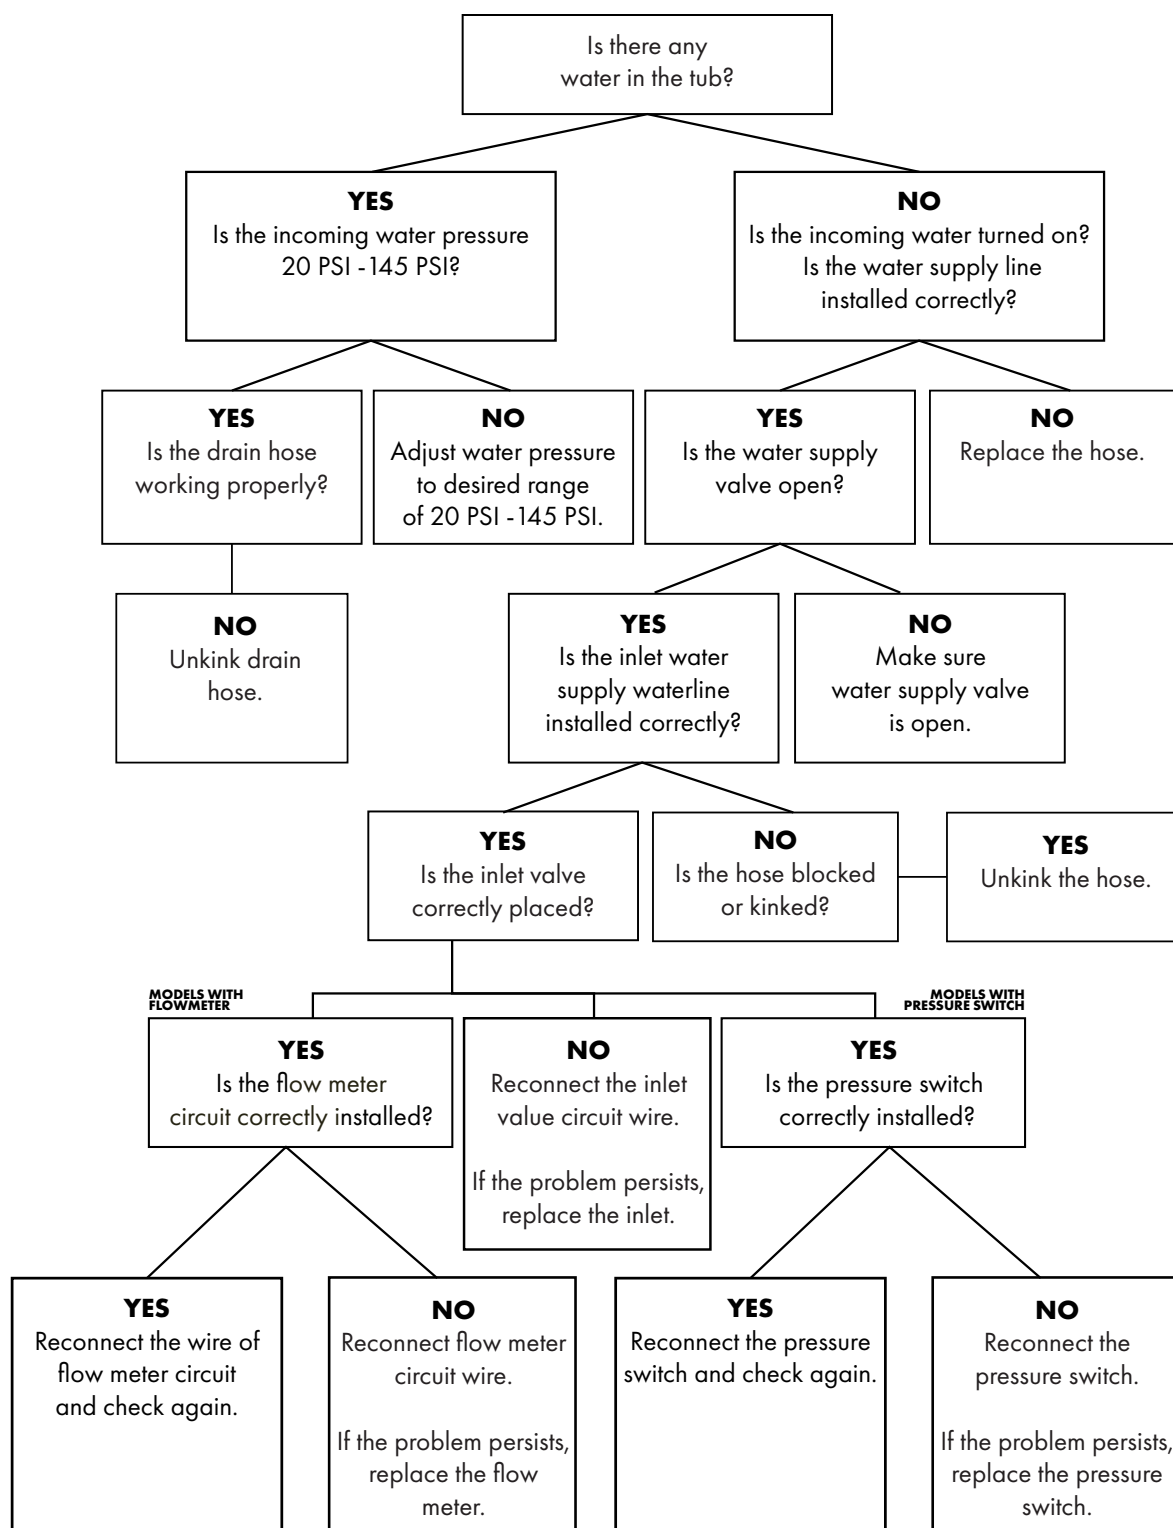 Is there any
water in the tub?
YES
Is the incoming water pressure
20 PSI -145 PSI?
NO
Is the incoming water turned on?
Is the water supply line
installed correctly?
YES
Is the drain hose
working properly?
NO
Adjust water pressure
to desired range
of 20 PSI -145 PSI.
YES
Is the water supply
valve open?
NO
Replace the hose.
NO
Unkink drain
hose.
YES
Is the inlet water
supply waterline
installed correctly?
NO
Make sure
water supply valve
is open.
YES
Is the inlet valve
correctly placed?
NO
Is the hose blocked
or kinked?
YES
Unkink the hose.
MODELS WITH
FLOWMETER
MODELS WITH
PRESSURE SWITCH
YES
Is the flow meter
circuit correctly installed?
NO
Reconnect the inlet
value circuit wire.
If the problem persists,
replace the inlet.
YES
Is the pressure switch
correctly installed?
YES
Reconnect the wire of
flow meter circuit
and check again.
NO
Reconnect flow meter
circuit wire.
If the problem persists,
replace the flow
meter.
YES
Reconnect the pressure
switch and check again.
NO
Reconnect the
pressure switch.
If the problem persists,
replace the pressure
switch.